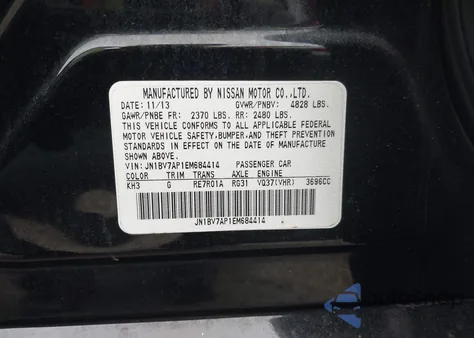 MANUFACTURED BY NISSAN MOTOR CO.,LTD.
DATE: 11/13 GVWR/PNBV: 4828 LBS.
GAWR/PNBE FR: 2370 LBS. RR: 2480 LBS.
THIS VEHICLE CONFORMS TO ALL APPLICABLE FEDERAL
MOTOR VEHICLE SAFETY,BUMPER,AND THEFT PREVENTION
STANDARDS IN EFFECT ON THE DATE OF MANUFACTURE
SHOWN ABOVE.
VIN: JN1BV7AP1EM684414 PASSENGER CAR
COLOR TRIM TRANS AXLE ENGINE
KH3 G RE7R01A RG31 VQ37(VHR) 3696CC
JN1BV7AP1EM684414